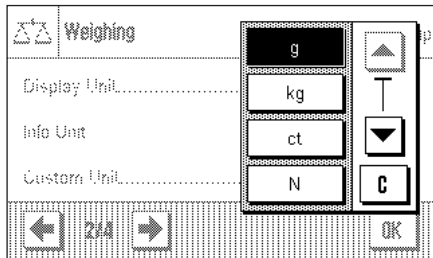 Weighing
g
Display Unit
kg
Info Unit
ct
Custom Unit
N
C
2/4
OK